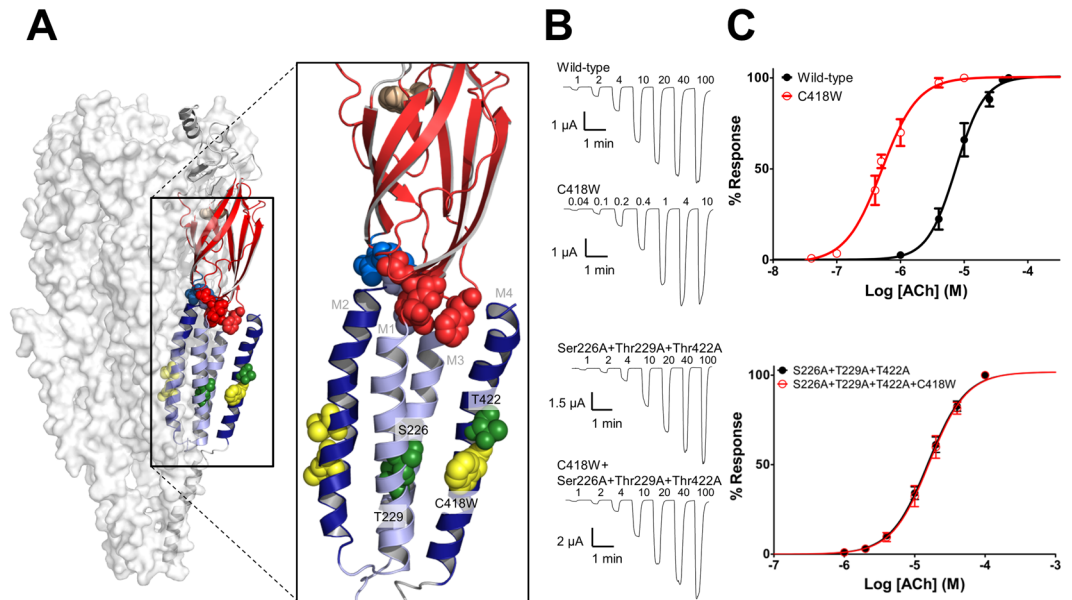 A
M2
M1
M3
M4
T422
S226
C418W
T229
B
Wild-type
1 2 4 10 20 40 100
1 µA
1 min
C418W
0.04 0.1 0.2 0.4 1 4 10
1 µA
1 min
Ser226A+Thr229A+Thr422A
1 2 4 10 20 40 100
1.5 µA
1 min
C418W+
Ser226A+Thr229A+Thr422A
1 2 4 10 20 40 100
2 µA
1 min
C
Wild-type
C418W
% Response
100
50
0
-8 -7 -6 -5 -4
Log [ACh] (M)
S226A+T229A+T422A
S226A+T229A+T422A+C418W
% Response
100
50
0
-7 -6 -5 -4 -3
Log [ACh] (M)